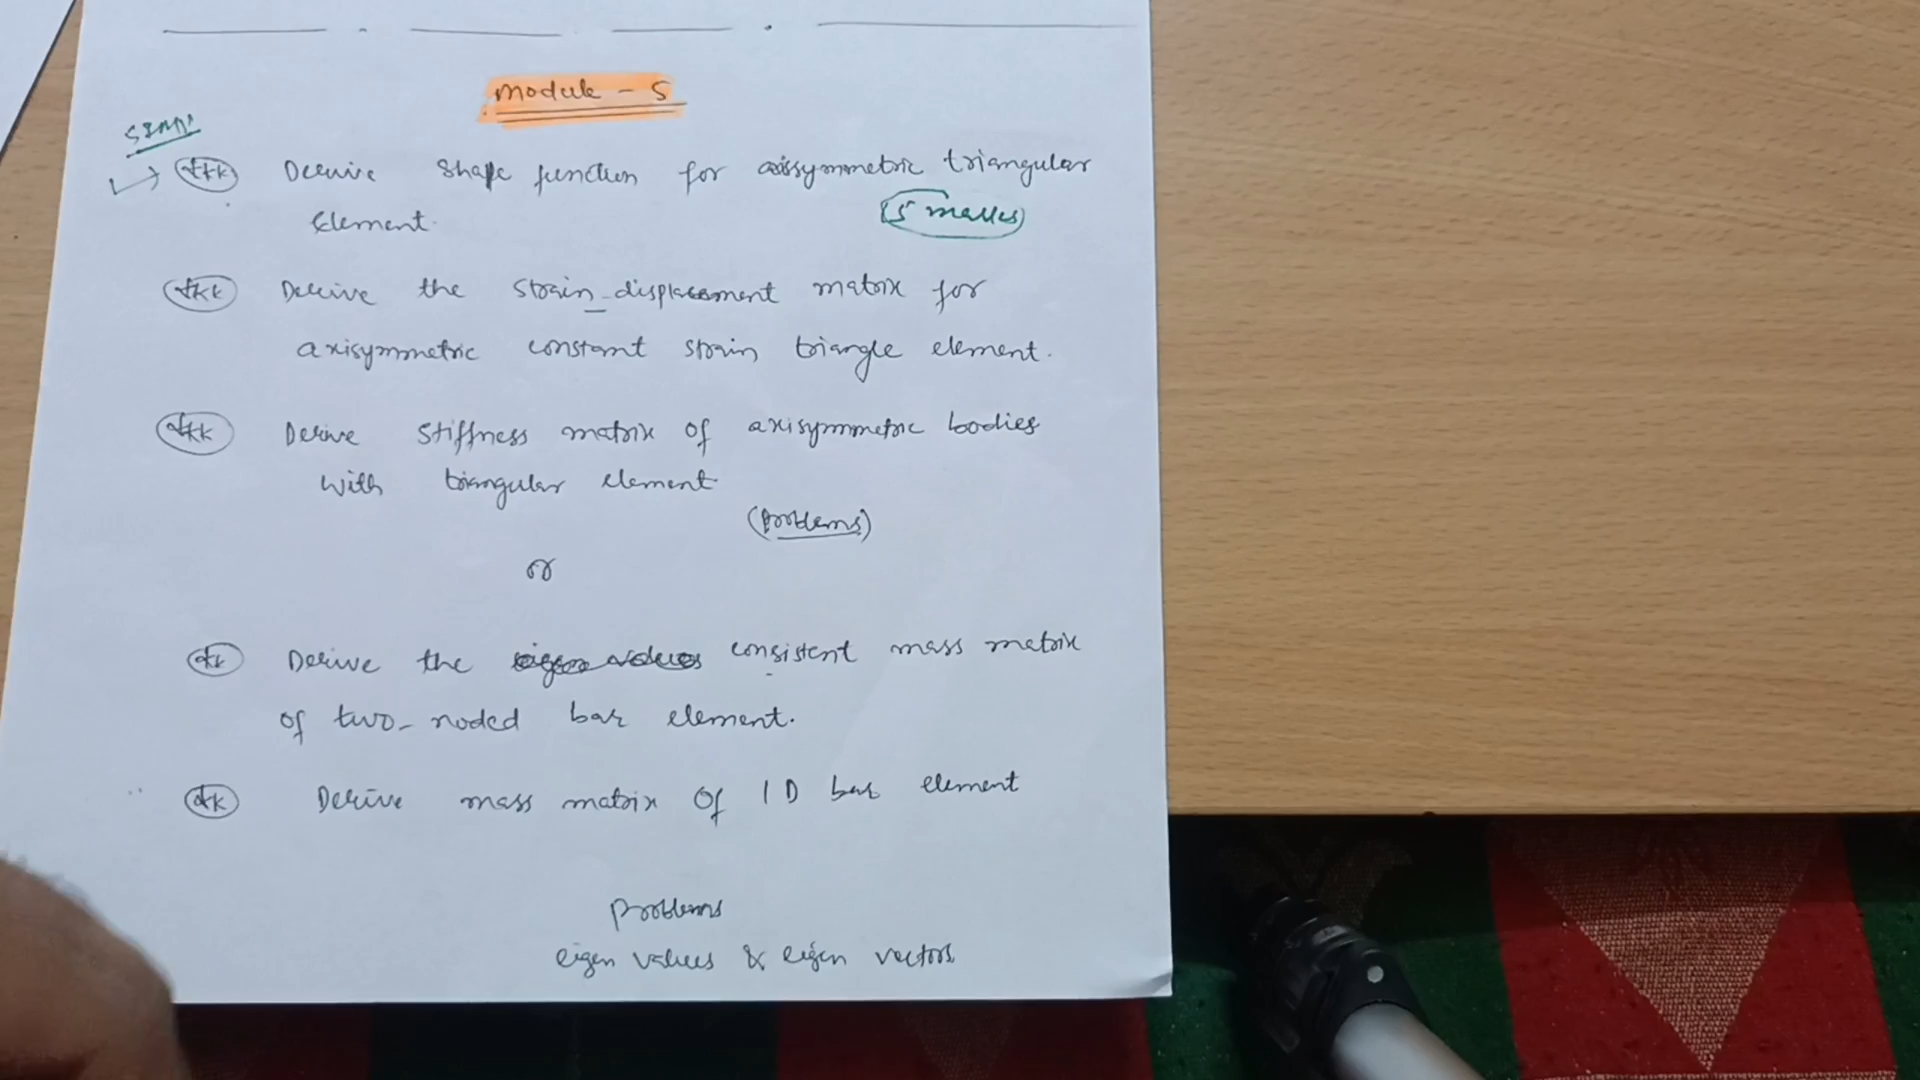 Module - 5
Derive shape function for axissymmetric triangular
Element.
(5 marks)
Derive the strain-displacement matrix for
axisymmetric constant strain triangle element.
Derive stiffness matrix of axisymmetric bodies
with triangular element
(Problems)
or
Derive the consistent mass matrix
of two-noded bar element.
Derive mass matrix of 1D bar element
problems
eigen values & eigen vectors